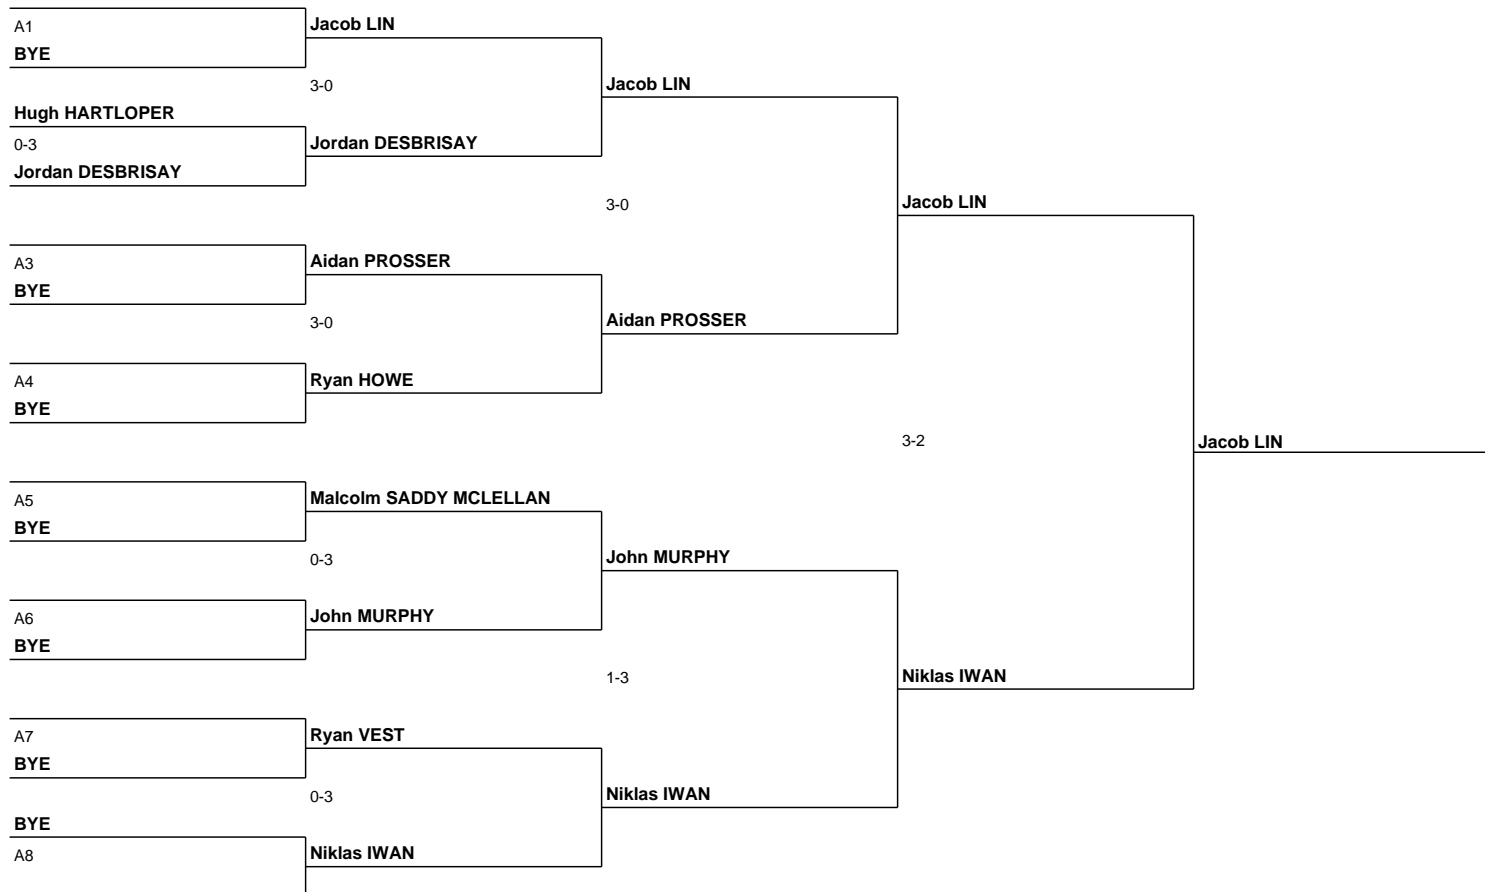 A1
BYE
Hugh HARTLOPER
0-3
Jordan DESBRISAY
A3
BYE
A4
BYE
A5
BYE
A6
BYE
A7
BYE
BYE
A8
Jacob LIN
3-0
Jordan DESBRISAY
Aidan PROSSER
3-0
Ryan HOWE
Malcolm SADDY MCLELLAN
0-3
John MURPHY
Ryan VEST
0-3
Niklas IWAN
Jacob LIN
3-0
Aidan PROSSER
John MURPHY
1-3
Niklas IWAN
Jacob LIN
3-2
Niklas IWAN
Jacob LIN